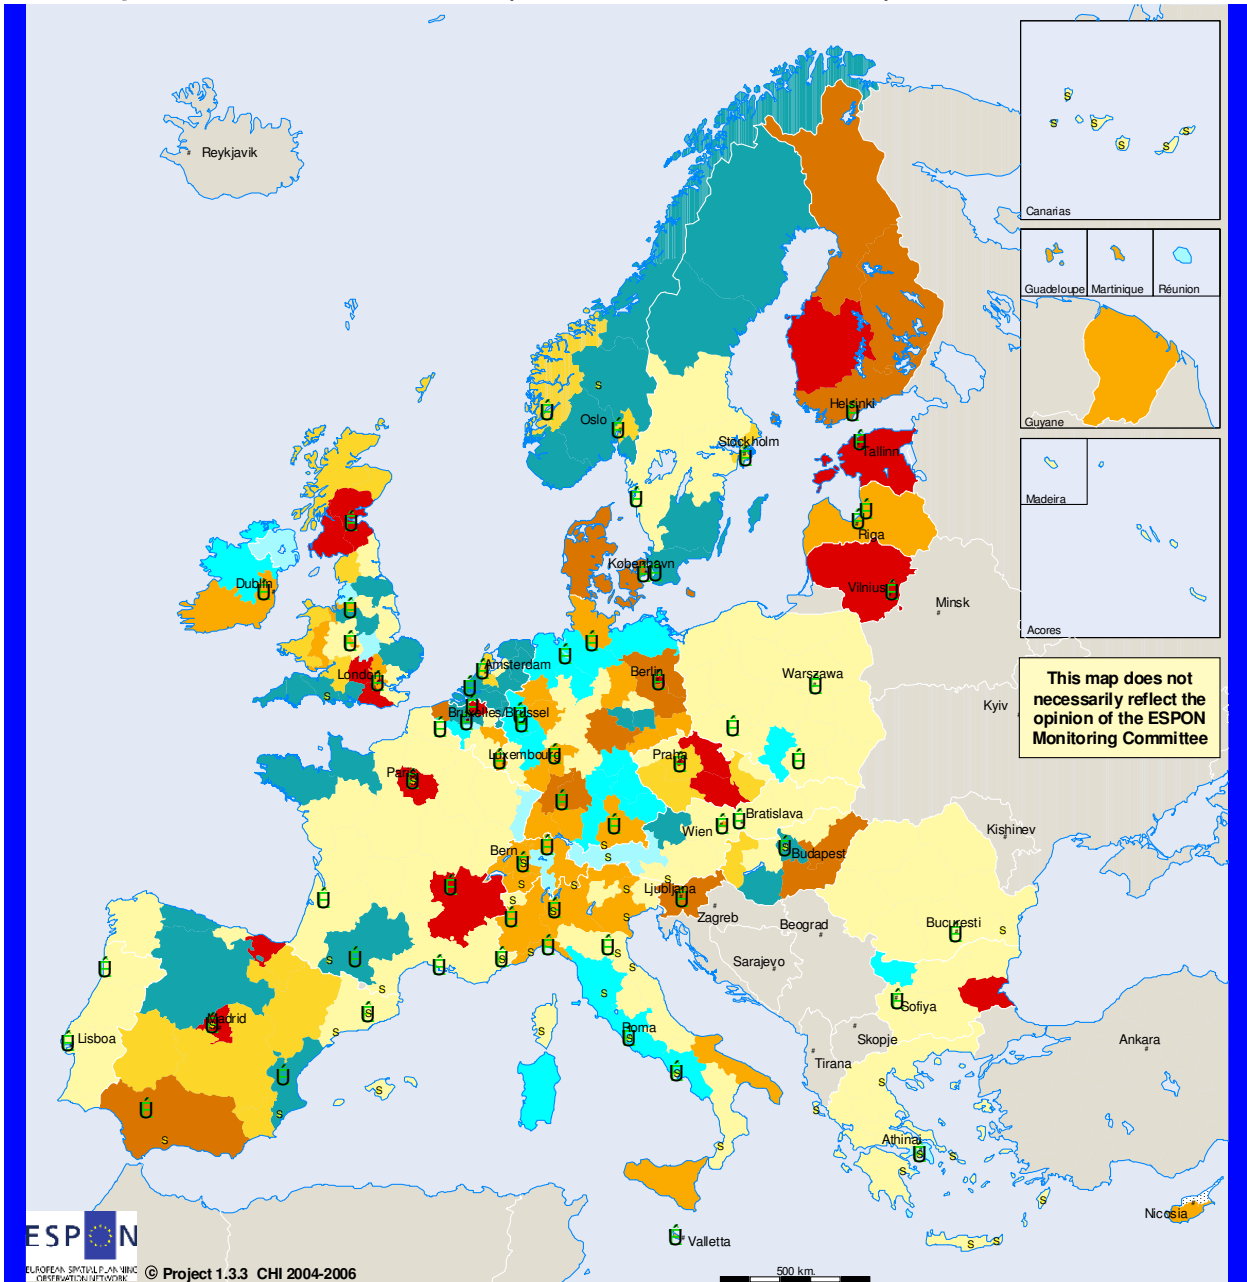 Reykjavik
Canarias
Guadeloupe
Martinique
Réunion
Guyane
Madeira
Acores
This map does not
necessarily reflect the
opinion of the ESPON
Monitoring Committee
Oslo
Stockholm
Helsinki
Tallinn
Riga
Vilnius
Minsk
København
Dublin
London
Amsterdam
Berlin
Warszawa
Kyiv
Bruxelles/Brussel
Luxembourg
Praha
Paris
Wien
Bratislava
Kishinev
Bern
Budapest
Ljubljana
Zagreb
Beograd
Bucuresti
Sarajevo
Sofiya
Skopje
Tirana
Ankara
Madrid
Lisboa
Roma
Athinai
Nicosia
Valletta
ESPON
EUROPEAN SPATIAL PLANNING
OBSERVATION NETWORK
© Project 1.3.3 CHI 2004-2006
500 km.